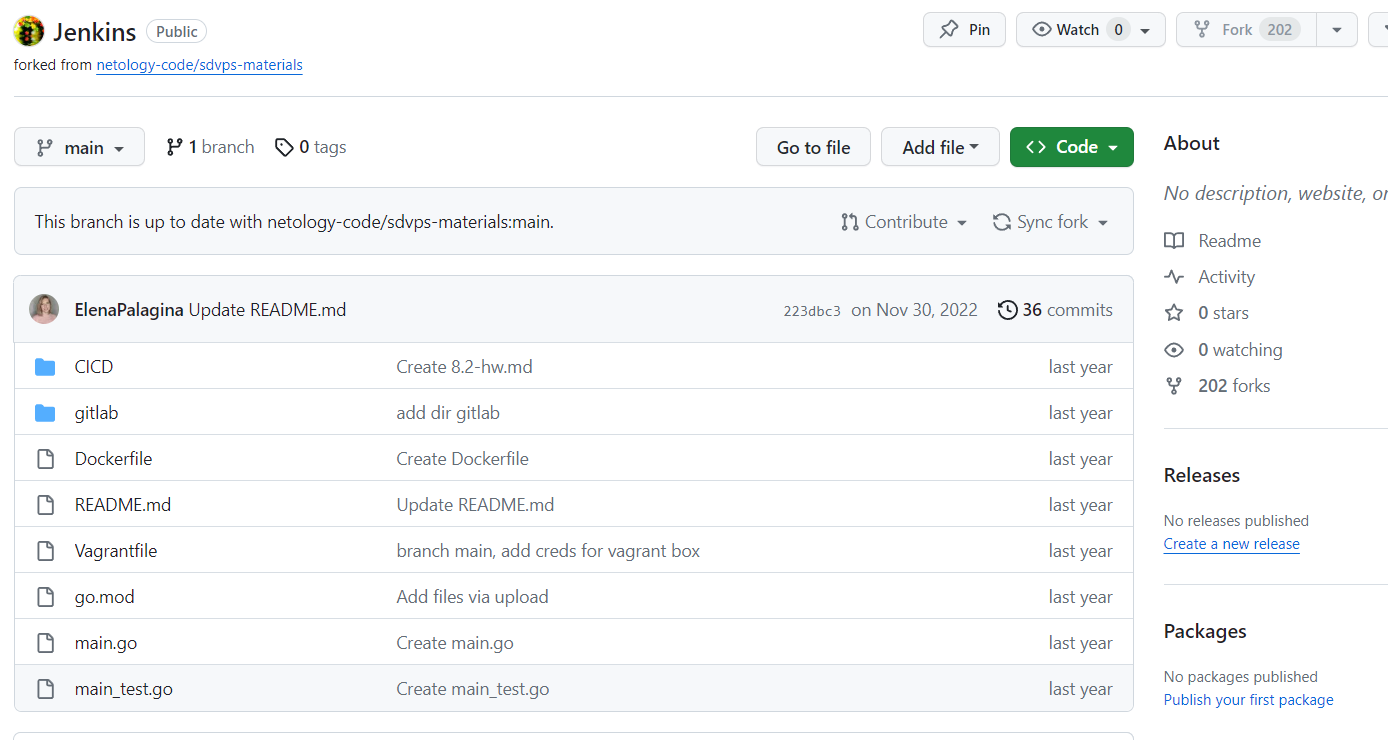 Jenkins Public Pin Watch 0 Fork 202
forked from netology-code/sdvps-materials
main 1 branch 0 tags Go to file Add file Code
This branch is up to date with netology-code/sdvps-materials:main. Contribute Sync fork
ElenaPalagina Update README.md 223dbc3 on Nov 30, 2022 36 commits
CICD Create 8.2-hw.md last year
gitlab add dir gitlab last year
Dockerfile Create Dockerfile last year
README.md Update README.md last year
Vagrantfile branch main, add creds for vagrant box last year
go.mod Add files via upload last year
main.go Create main.go last year
main_test.go Create main_test.go last year
About
No description, website, or
Readme
Activity
0 stars
0 watching
202 forks
Releases
No releases published
Create a new release
Packages
No packages published
Publish your first package